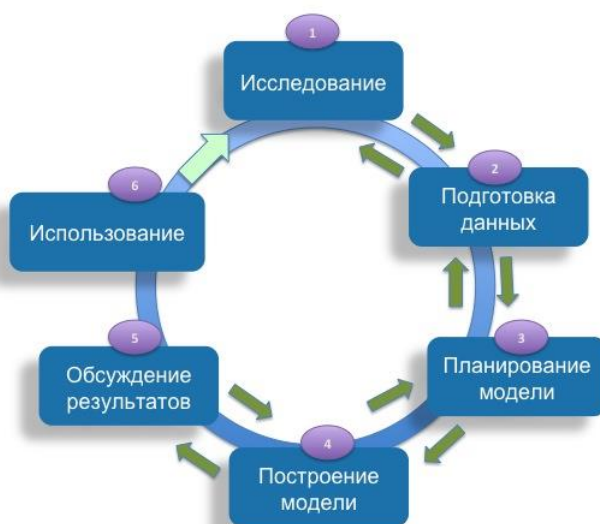 1
Исследование
2
Подготовка
данных
3
Планирование
модели
4
Построение
модели
5
Обсуждение
результатов
6
Использование